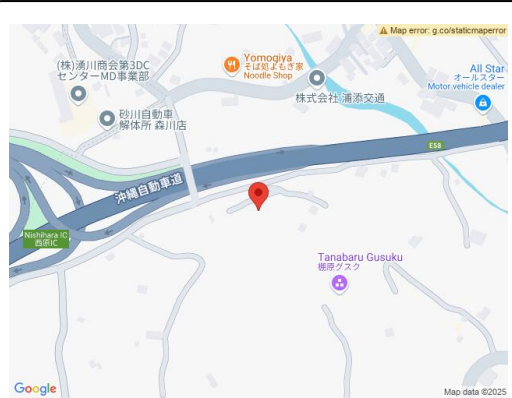 Map error: g.co/staticmaperror
(株)湧川商会第3DC
センターMD事業部
Yomogiya
そば処よもぎ家
Noodle Shop
All Star
オールスター
Motor vehicle dealer
株式会社 浦添交通
砂川自動車
解体所 森川店
E58
沖縄自動車道
Nishihara IC
西原IC
Tanabaru Gusuku
棚原グスク
Google
Map data ©2025